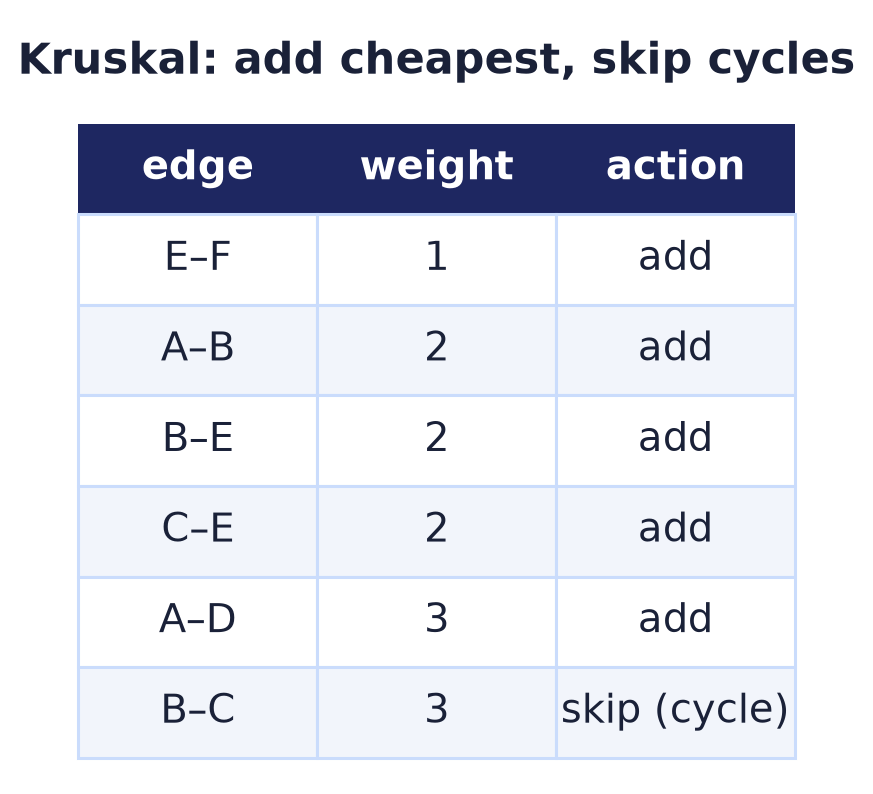 Kruskal: add cheapest, skip cycles
edge weight action
E–F 1 add
A–B 2 add
B–E 2 add
C–E 2 add
A–D 3 add
B–C 3 skip (cycle)